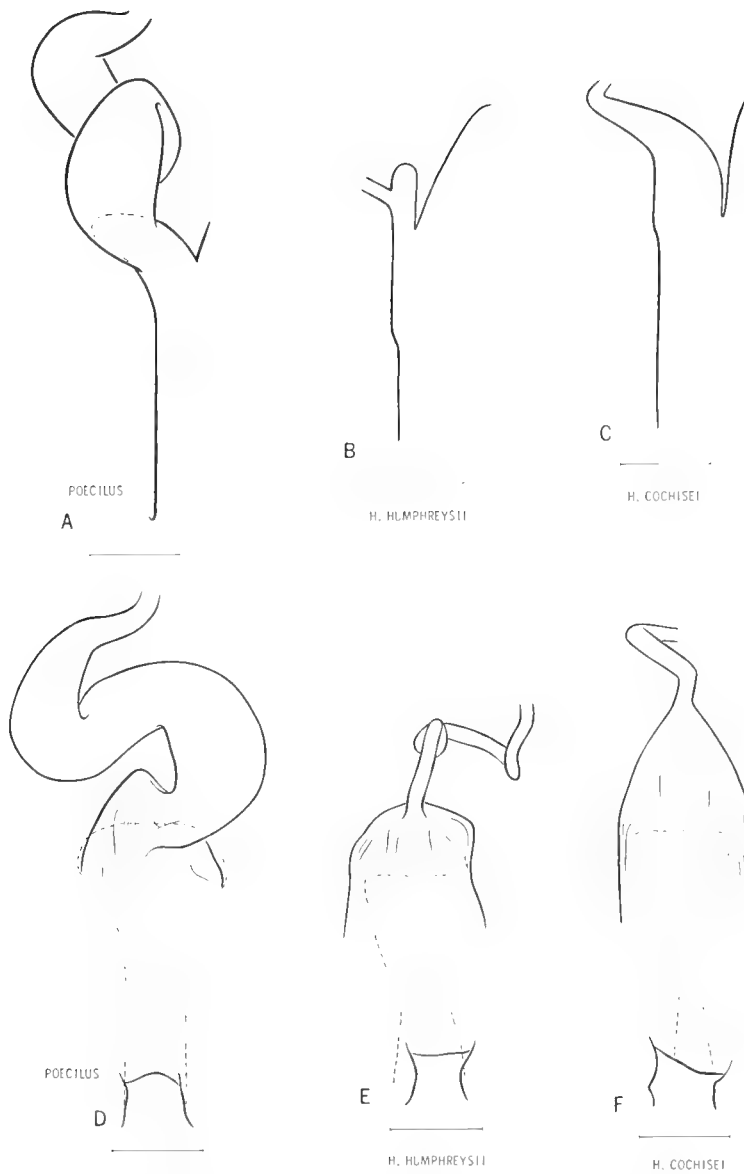 POECILUS
A
B
H. HUMPHREYSII
C
H. COCHISEI
POECILUS
D
E
H. HUMPHREYSII
F
H. COCHISEI